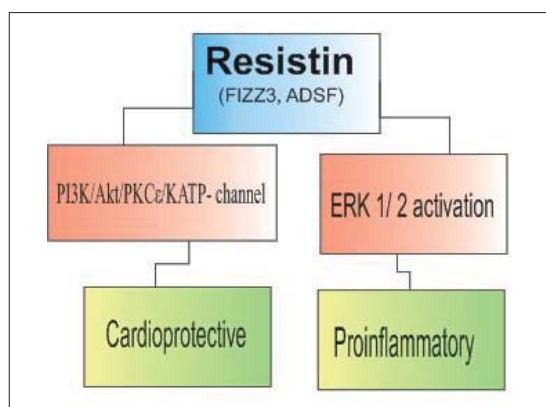 Resistin
(FIZZ3, ADSF)
PI3K/Akt/PKCε/KATP- channel
ERK 1/ 2 activation
Cardioprotective
Proinflammatory